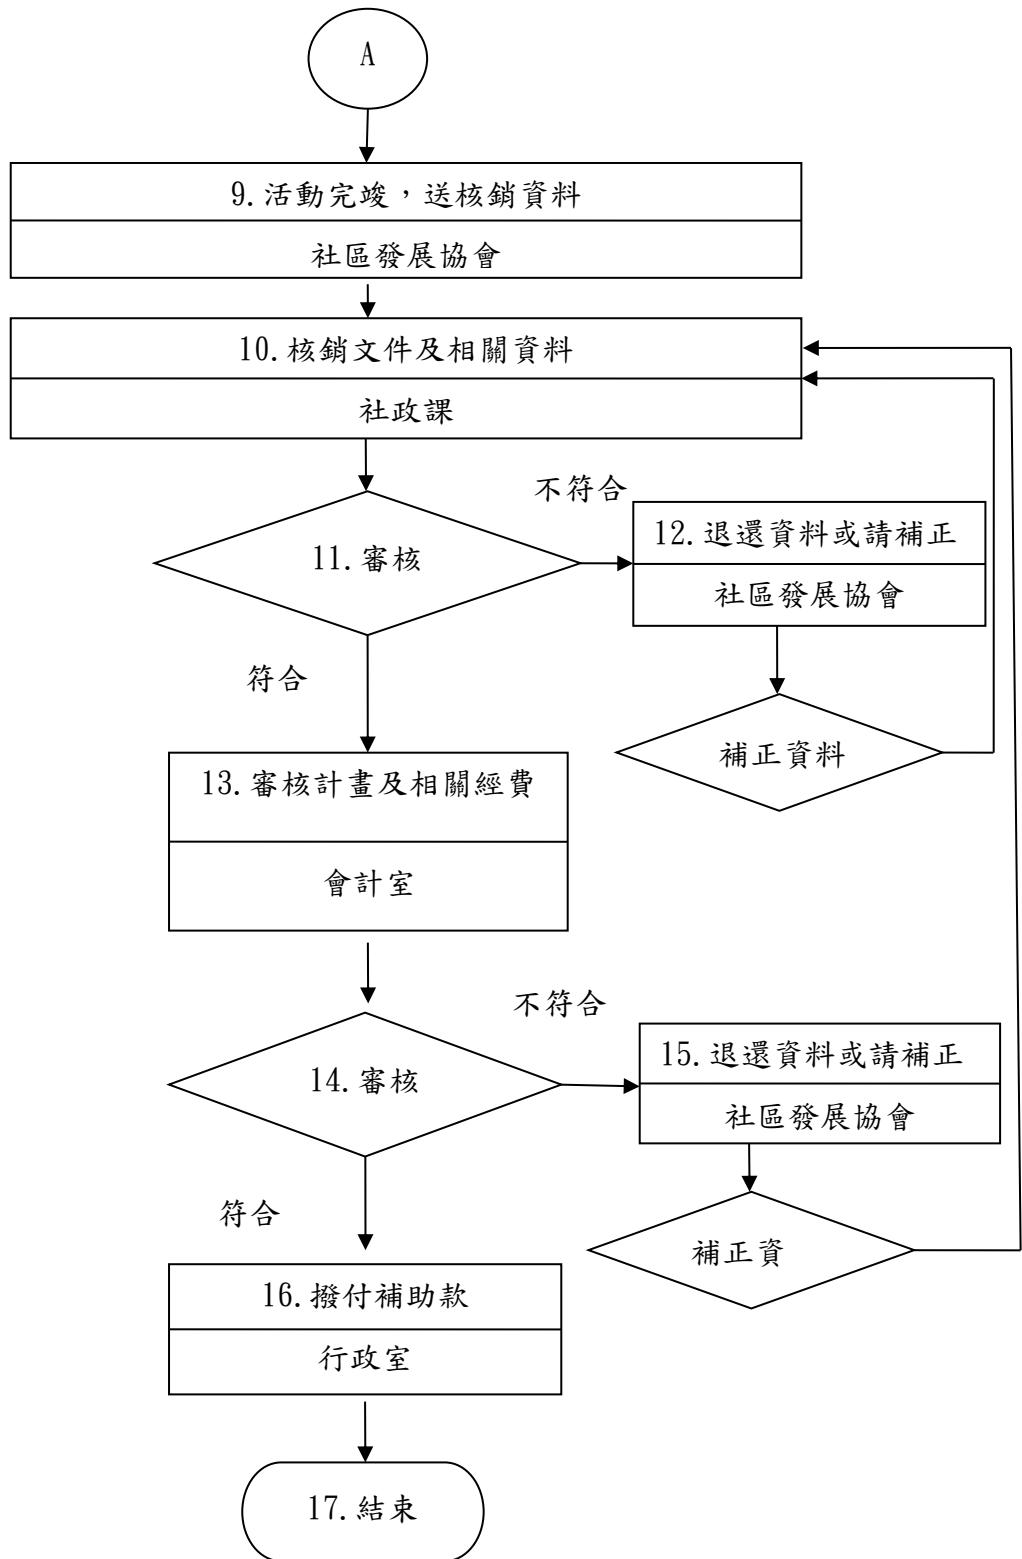 A
9.活動完竣，送核銷資料
社區發展協會
10.核銷文件及相關資料
社政課
不符合
11.審核
12.退還資料或請補正
社區發展協會
符合
補正資料
13.審核計畫及相關經費
會計室
不符合
14.審核
15.退還資料或請補正
社區發展協會
符合
補正資
16.撥付補助款
行政室
17.結束